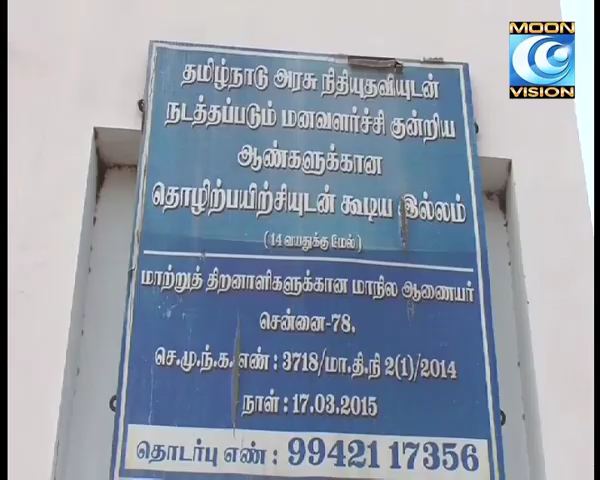 MOON
VISION
தமிழ்நாடு அரசு நிதியுதவியுடன்
நடத்தப்படும் மனவளர்ச்சி குன்றிய
ஆண்களுக்கான
தொழிற்பயிற்சியுடன் கூடிய இல்லம்
(14 வயதுக்கு மேல்)
மாற்றுத் திறனாளிகளுக்கான மாநில ஆணையர்
சென்னை-78.
செ.மு.ந.க.எண் : 3718/மா.தி.நி 2(1)/2014
நாள் : 17.03.2015
தொடர்பு எண் : 99421 17356